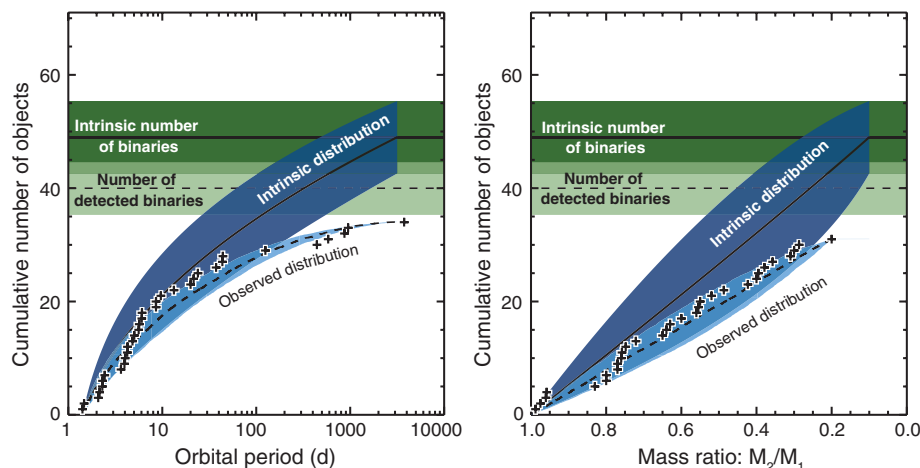 Cumulative number of objects
60
40
20
0
Intrinsic number
of binaries
Number of
detected binaries
Intrinsic distribution
Observed distribution
1
10
100
1000
10000
Orbital period (d)
Cumulative number of objects
60
40
20
0
Intrinsic number
of binaries
Number of
detected binaries
Intrinsic distribution
Observed distribution
1.0
0.8
0.6
0.4
0.2
0.0
Mass ratio: M₂/M₁